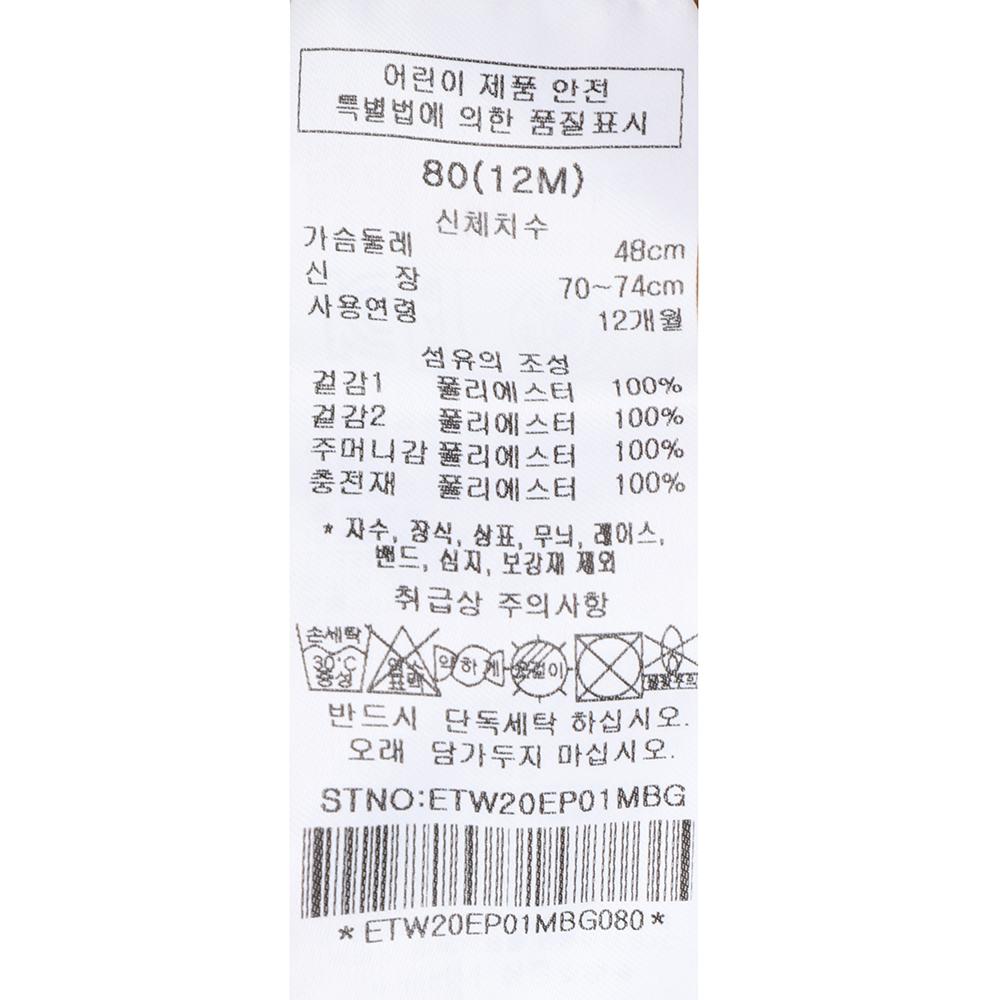 어린이 제품 안전
특별법에 의한 품질표시
80(12M)
신체치수
가슴둘레 48cm
신 장 70~74cm
사용연령 12개월
섬유의 조성
겉감1 폴리에스터 100%
겉감2 폴리에스터 100%
주머니감 폴리에스터 100%
충전재 폴리에스터 100%
* 자수, 장식, 상표, 무늬, 레이스,
밴드, 심지, 보강재 제외
취급상 주의사항
손세탁 30°C 중성 염소 표백 약하게 옷걸이
반드시 단독세탁 하십시오.
오래 담가두지 마십시오.
STNO:ETW20EP01MBG
*ETW20EP01MBG080*